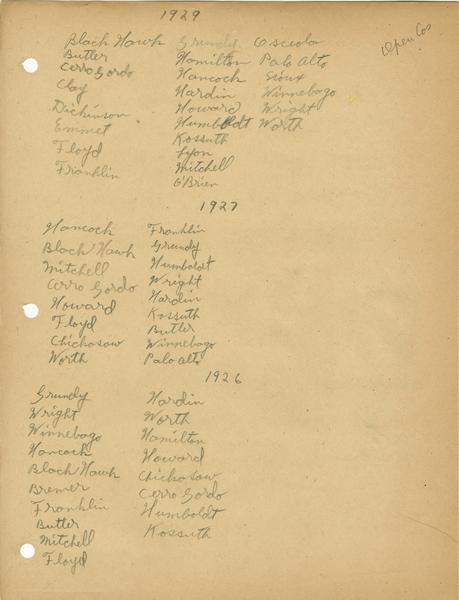 1929
Open Cos
Black Hawk Grundy Osceola
Butler Hamilton Palo Alto
Cerro Gordo Hancock Sioux
Clay Hardin Winnebago
Dickinson Howard Wright
Emmet Humboldt Worth
Floyd Kossuth
Franklin Lyon
Mitchell
O'Brien
1927
Hancock Franklin
Black Hawk Grundy
Mitchell Humboldt
Cerro Gordo Wright
Howard Hardin
Floyd Kossuth
Chickasaw Butler
Worth Winnebago
Palo Alto
1926
Grundy Hardin
Wright Worth
Winnebago Hamilton
Hancock Howard
Black Hawk Chickasaw
Bremer Cerro Gordo
Franklin Humboldt
Butler Kossuth
Mitchell
Floyd